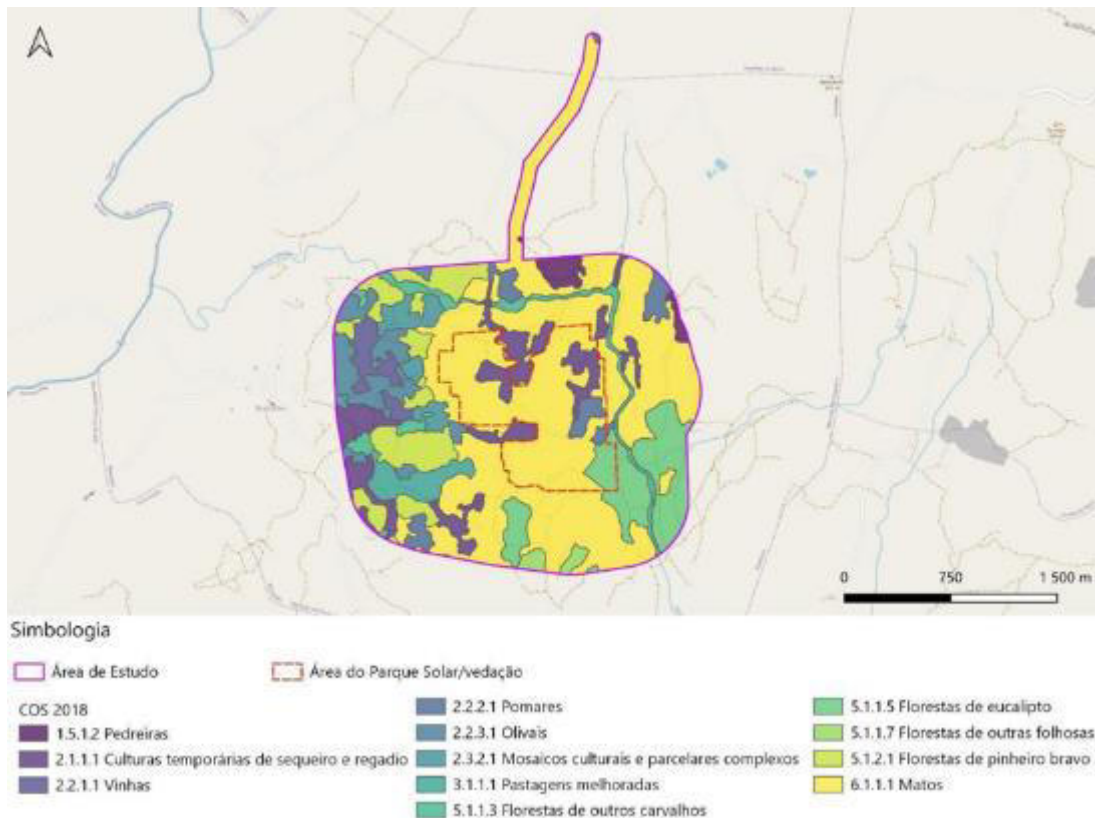 0 750 1 500 m
Simbologia
Área de Estudo
Área do Parque Solar/vedação
COS 2018
1.5.1.2 Pedreiras
2.1.1.1 Culturas temporárias de sequeiro e regadio
2.2.1.1 Vinhas
2.2.2.1 Pomares
2.2.3.1 Olivais
2.3.2.1 Mosaicos culturais e parcelares complexos
3.1.1.1 Pastagens melhoradas
5.1.1.3 Florestas de outros carvalhos
5.1.1.5 Florestas de eucalipto
5.1.1.7 Florestas de outras folhosas
5.1.2.1 Florestas de pinheiro bravo
6.1.1.1 Matos